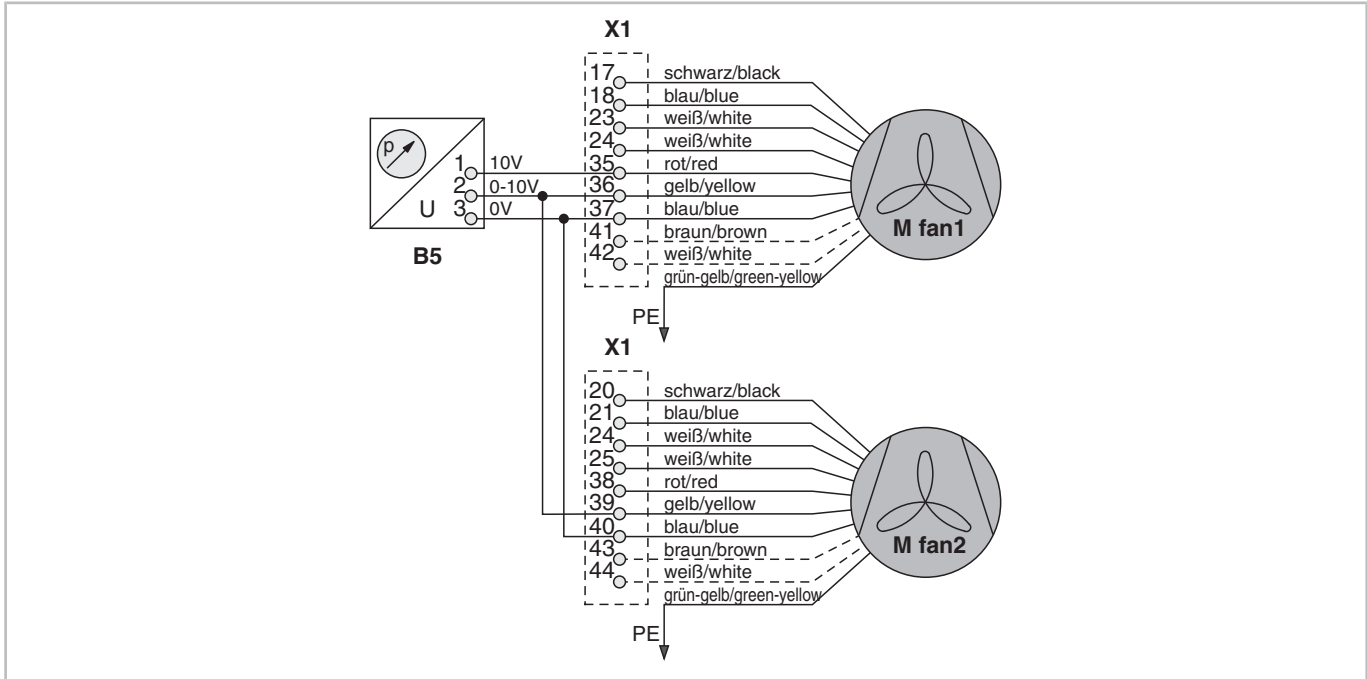 X1
17 schwarz/black
18 blau/blue
23 weiß/white
24 weiß/white
p
1 10V 35 rot/red
2 0-10V 36 gelb/yellow
U 3 0V 37 blau/blue
M fan1
41 braun/brown
B5
42 weiß/white
grün-gelb/green-yellow
PE
X1
20 schwarz/black
21 blau/blue
24 weiß/white
25 weiß/white
38 rot/red
39 gelb/yellow
40 blau/blue
M fan2
43 braun/brown
44 weiß/white
grün-gelb/green-yellow
PE